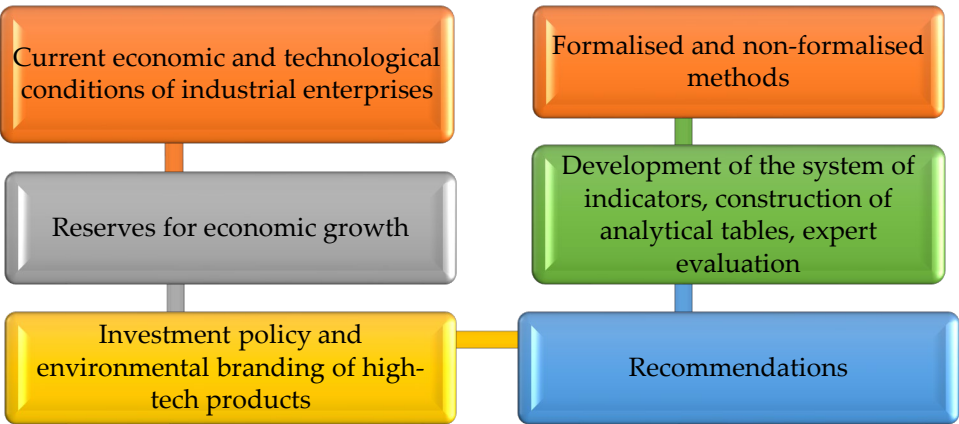 Current economic and technological
conditions of industrial enterprises
Reserves for economic growth
Investment policy and
environmental branding of high-
tech products
Recommendations
Development of the system of
indicators, construction of
analytical tables, expert
evaluation
Formalised and non-formalised
methods